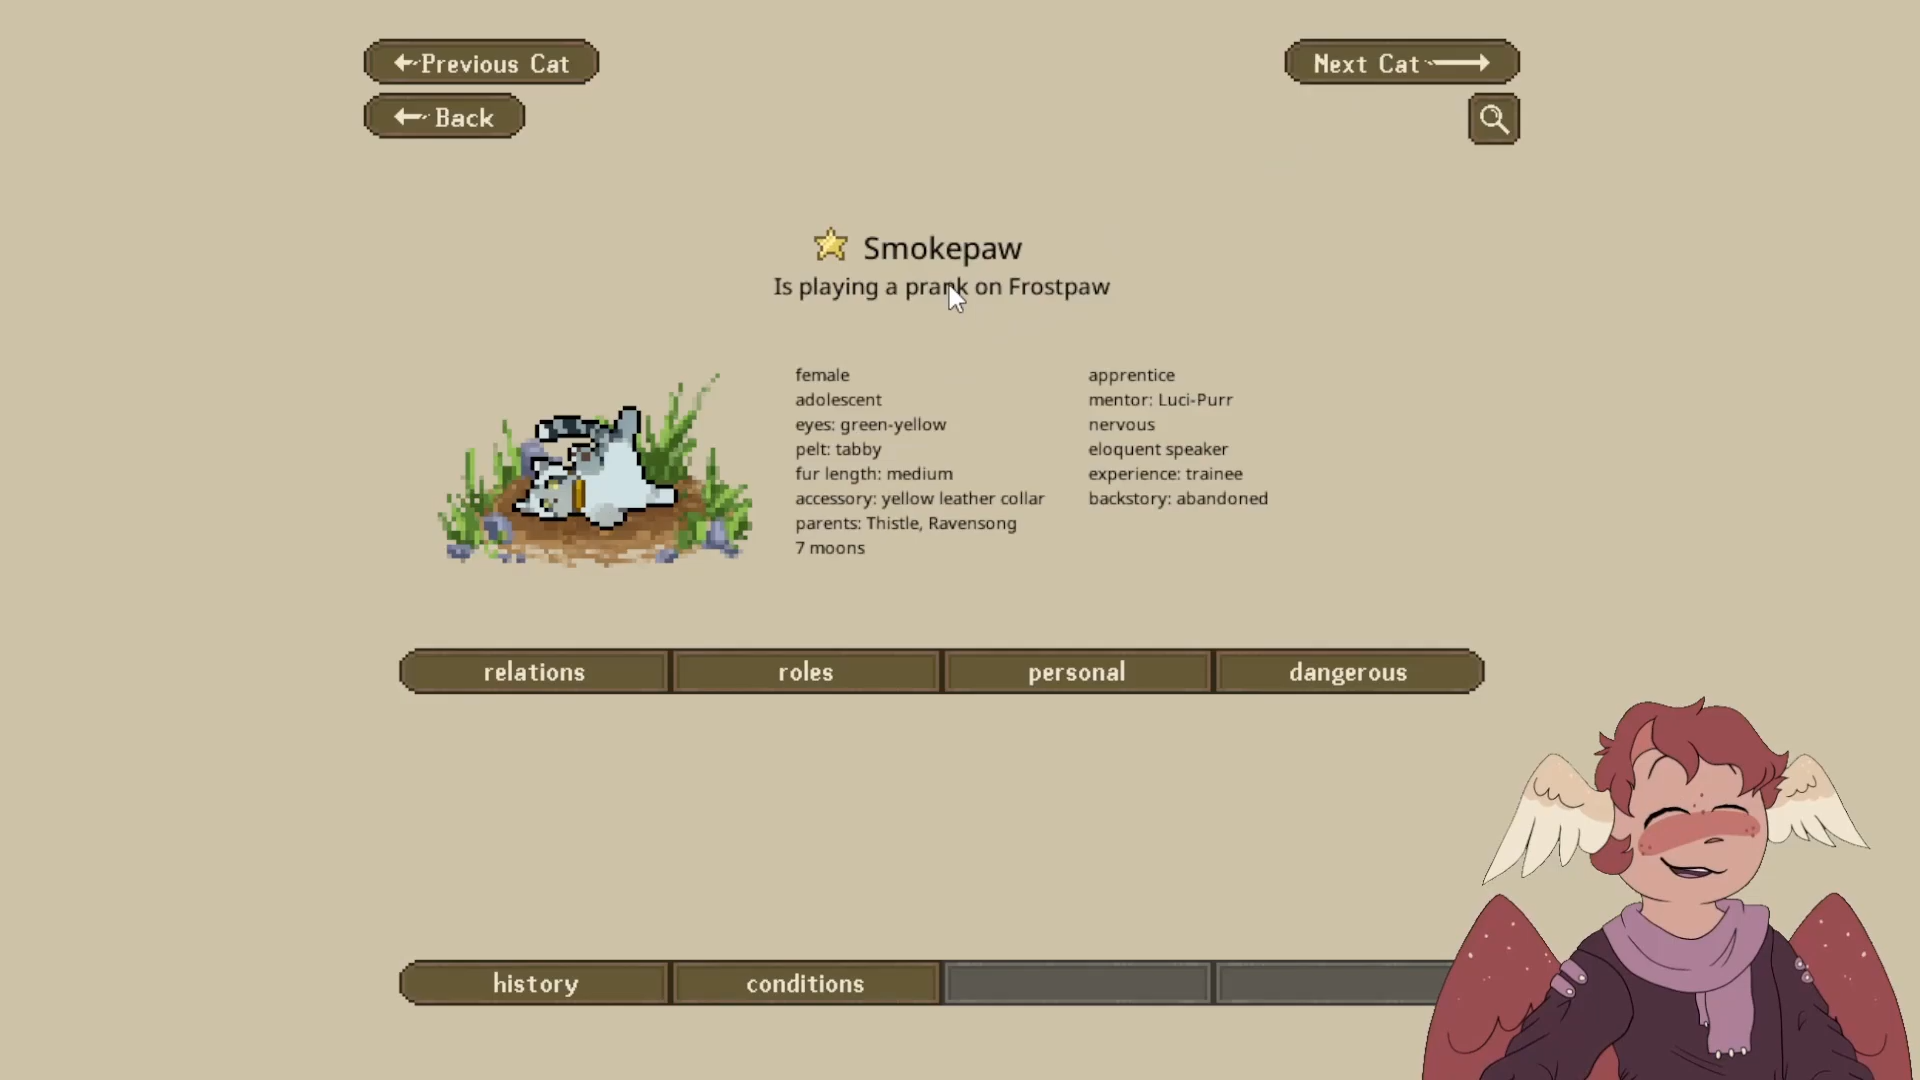 Previous Cat
Next Cat
Back
Smokepaw
Is playing a prank on Frostpaw
female
adolescent
eyes: green-yellow
pelt: tabby
fur length: medium
accessory: yellow leather collar
parents: Thistle, Ravensong
7 moons
apprentice
mentor: Luci-Purr
nervous
eloquent speaker
experience: trainee
backstory: abandoned
relations
roles
personal
dangerous
history
conditions